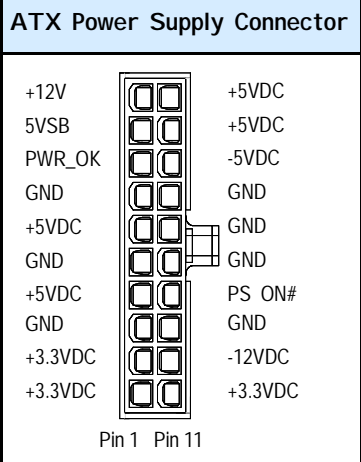 ATX Power Supply Connector
+12V +5VDC
5VSB +5VDC
PWR_OK -5VDC
GND GND
+5VDC GND
GND GND
+5VDC PS ON#
GND GND
+3.3VDC -12VDC
+3.3VDC +3.3VDC
Pin 1 Pin 11